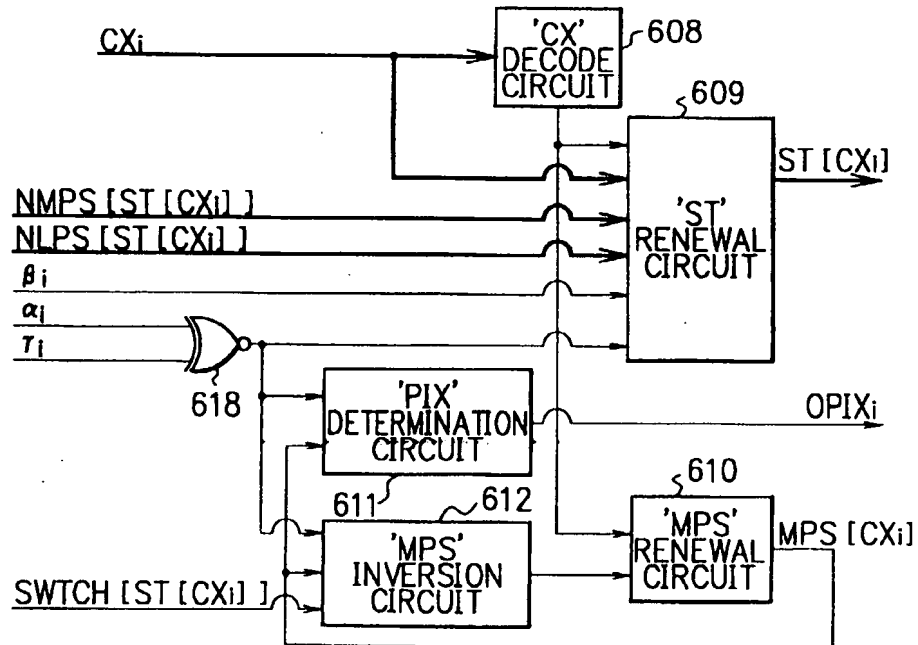 CXi
'CX'
DECODE
CIRCUIT
608
609
ST [CXi]
NMPS [ST [CXi] ]
NLPS [ST [CXi] ]
'ST'
RENEWAL
CIRCUIT
βi
αi
Ti
618
'PIX'
DETERMINATION
CIRCUIT
OPIXi
611
612
610
'MPS'
INVERSION
CIRCUIT
'MPS'
RENEWAL
CIRCUIT
MPS [CXi]
SWTCH [ST [CXi] ]